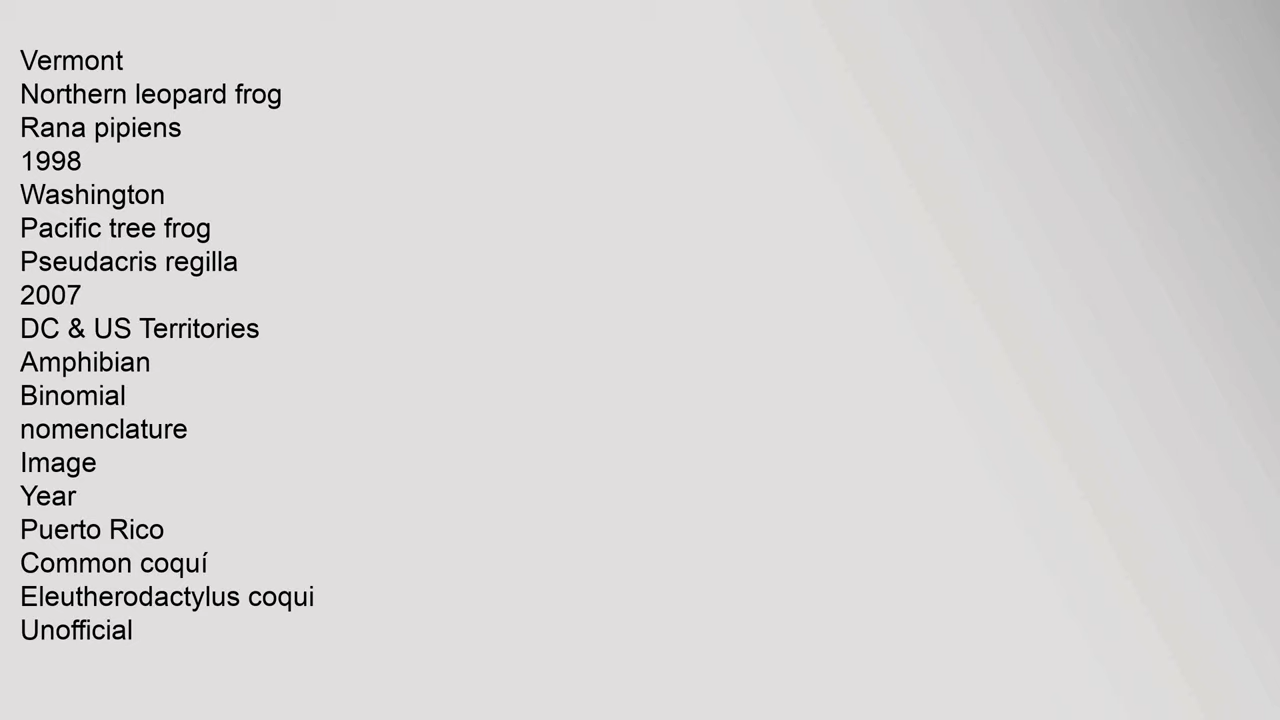 Vermont
Northern leopard frog
Rana pipiens
1998
Washington
Pacific tree frog
Pseudacris regilla
2007
DC & US Territories
Amphibian
Binomial
nomenclature
Image
Year
Puerto Rico
Common coquí
Eleutherodactylus coqui
Unofficial